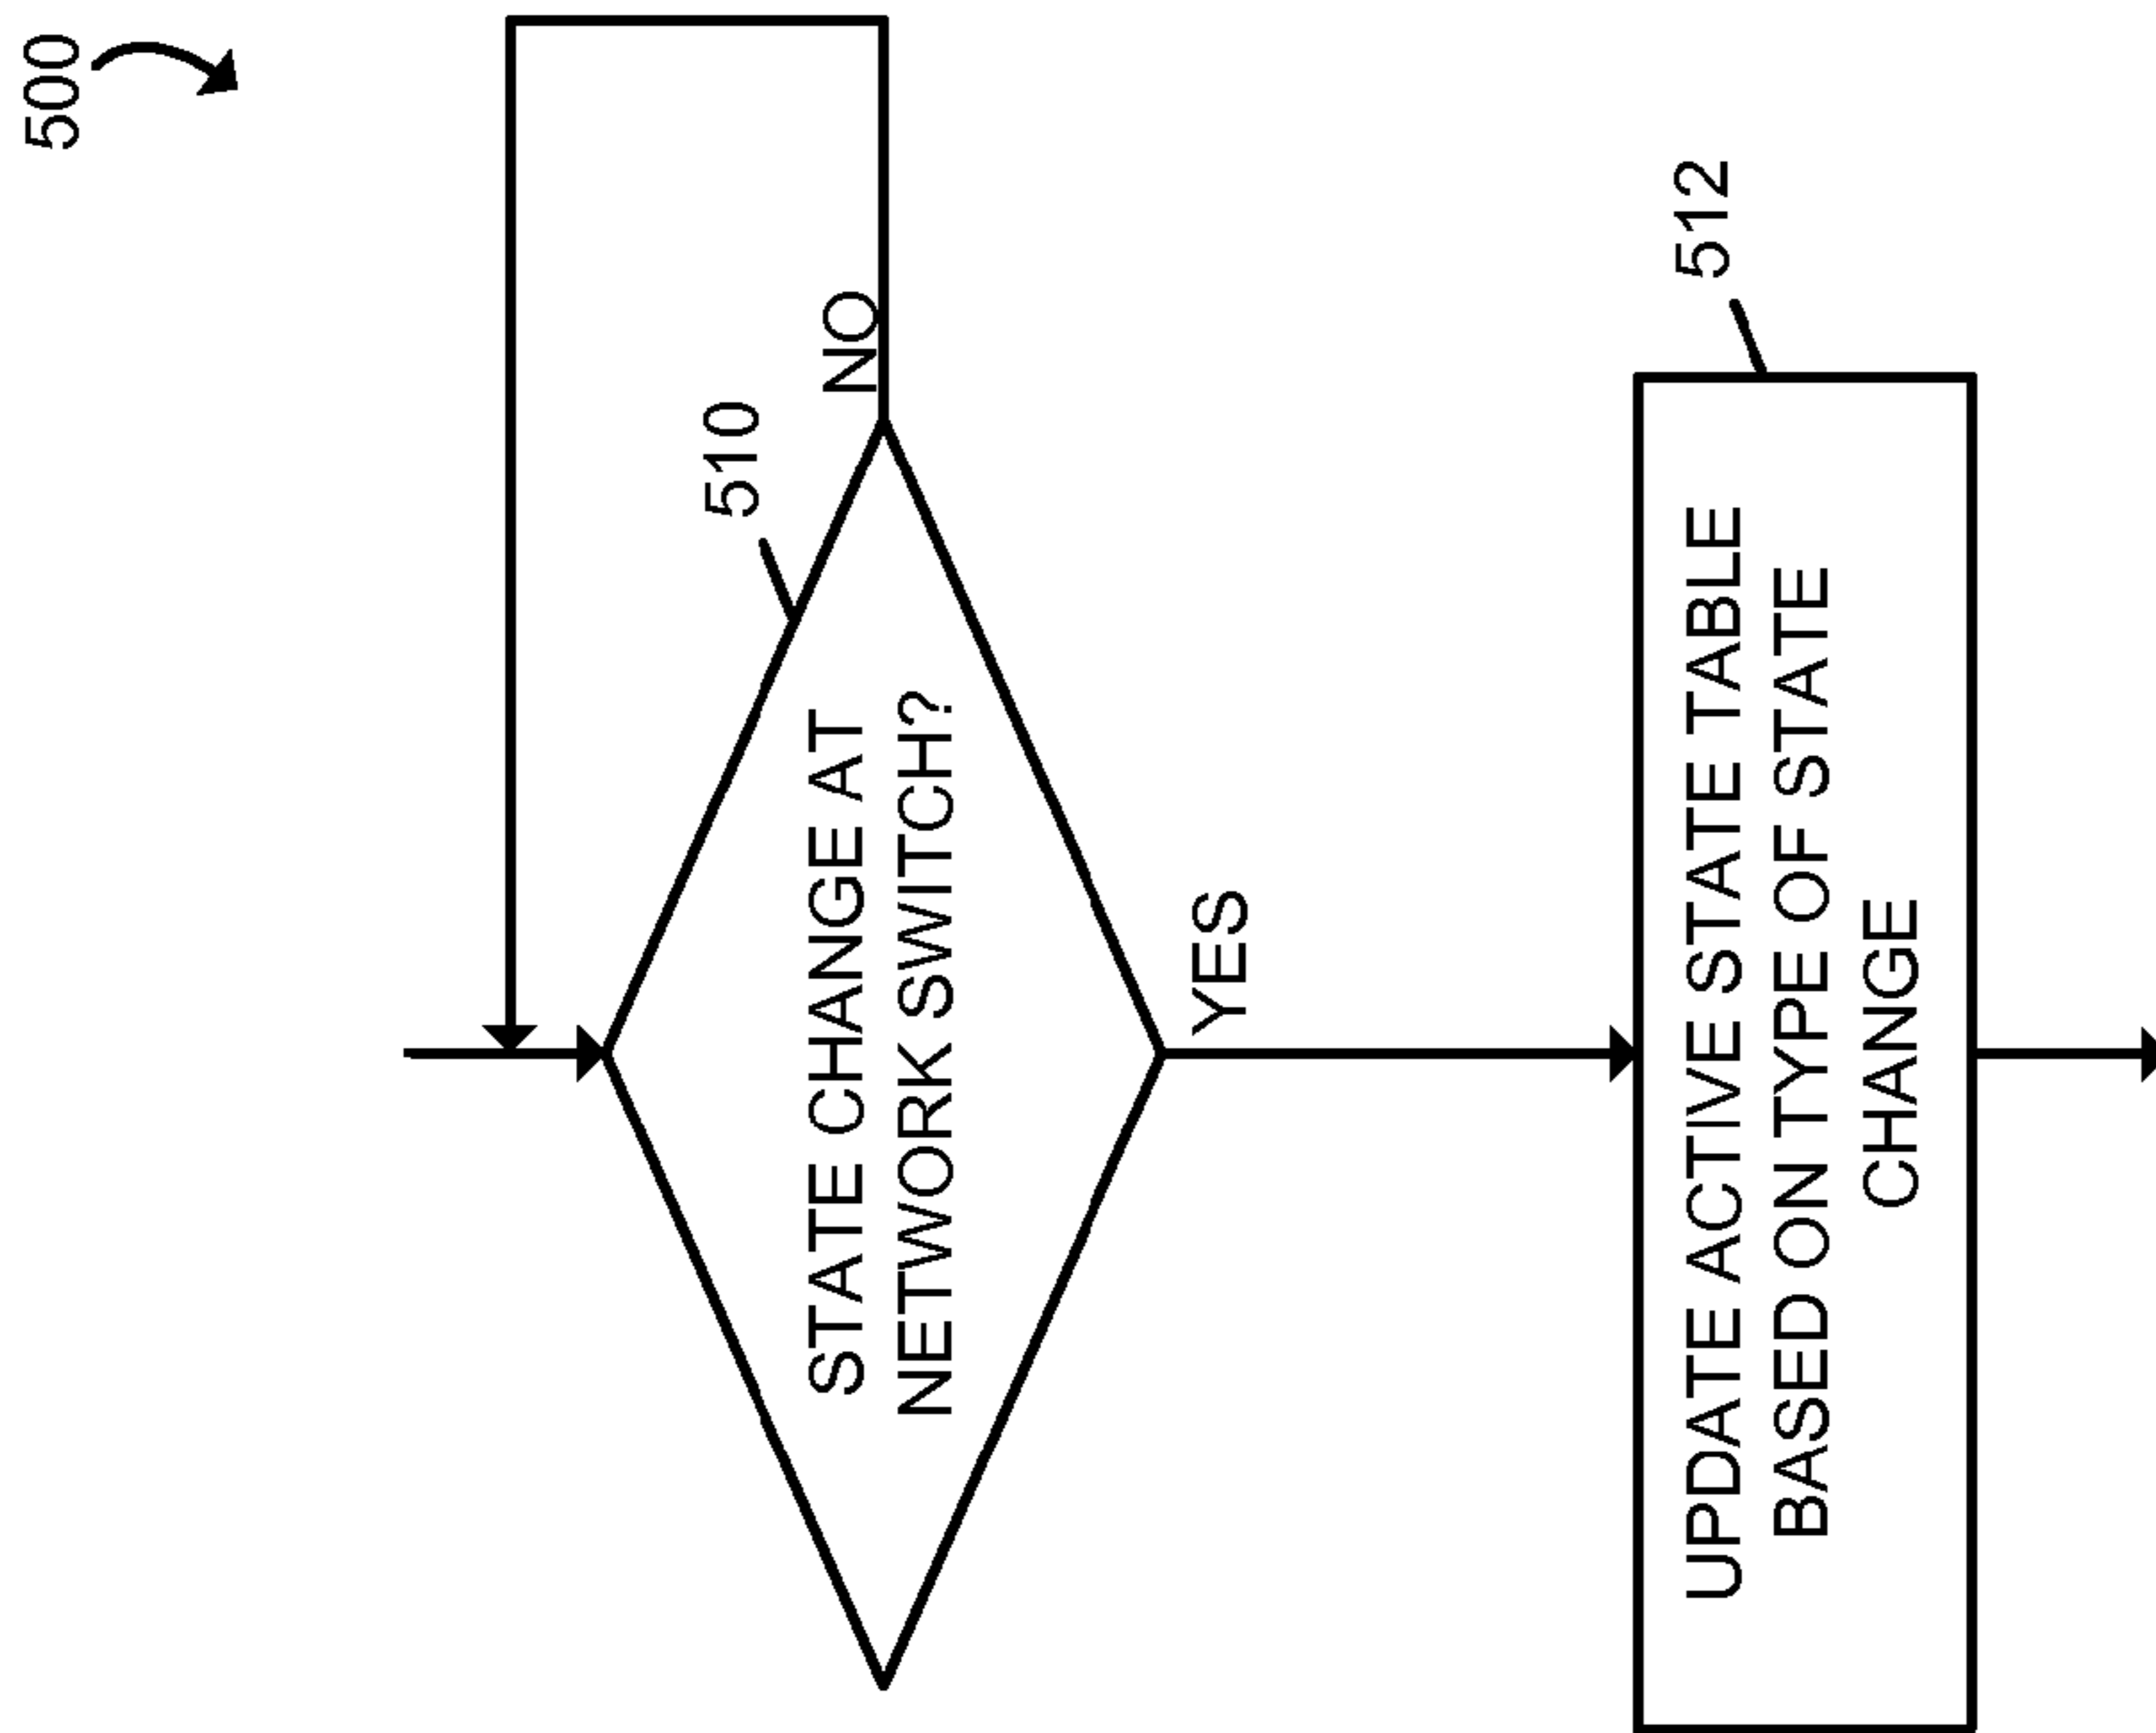 500
510
STATE CHANGE AT
NETWORK SWITCH?
NO
YES
512
UPDATE ACTIVE STATE TABLE
BASED ON TYPE OF STATE
CHANGE